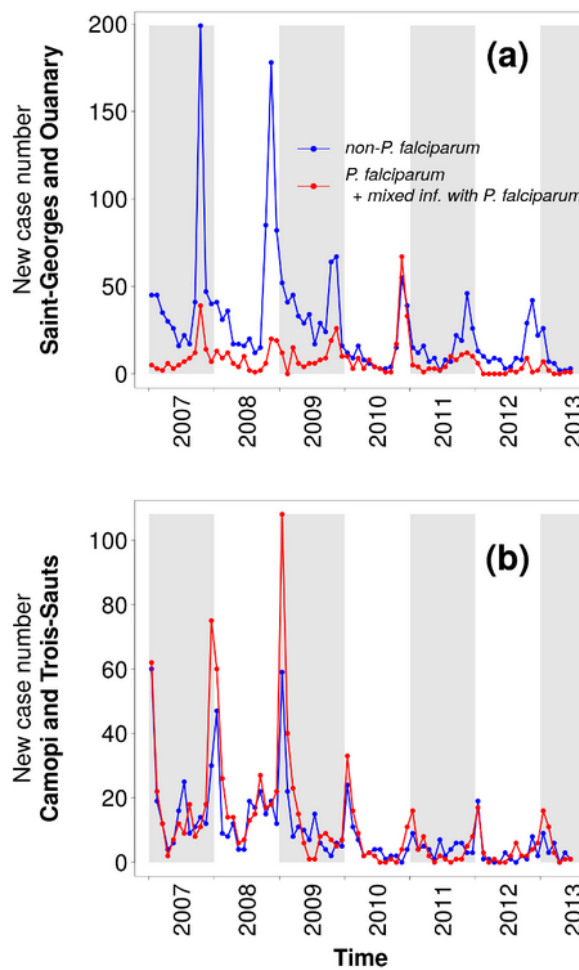 200
150
100
50
0
New case number
Saint-Georges and Ouanary
(a)
non-P. falciparum
P. falciparum
+ mixed inf. with P. falciparum
2007
2008
2009
2010
2011
2012
2013
100
80
60
40
20
0
New case number
Camopi and Trois-Sauts
(b)
2007
2008
2009
2010
2011
2012
2013
Time